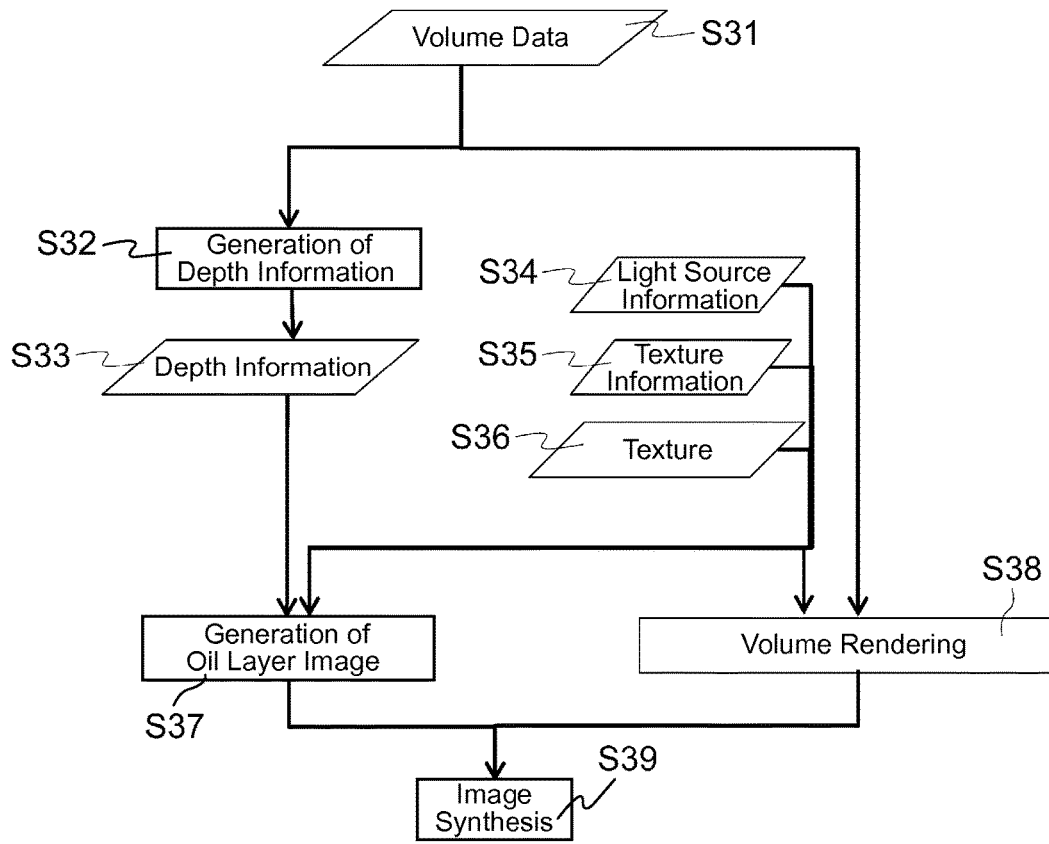 Volume Data
S31
S32
Generation of
Depth Information
S34
Light Source
Information
S33
Depth Information
S35
Texture
Information
S36
Texture
S38
Generation of
Oil Layer Image
Volume Rendering
S37
S39
Image
Synthesis